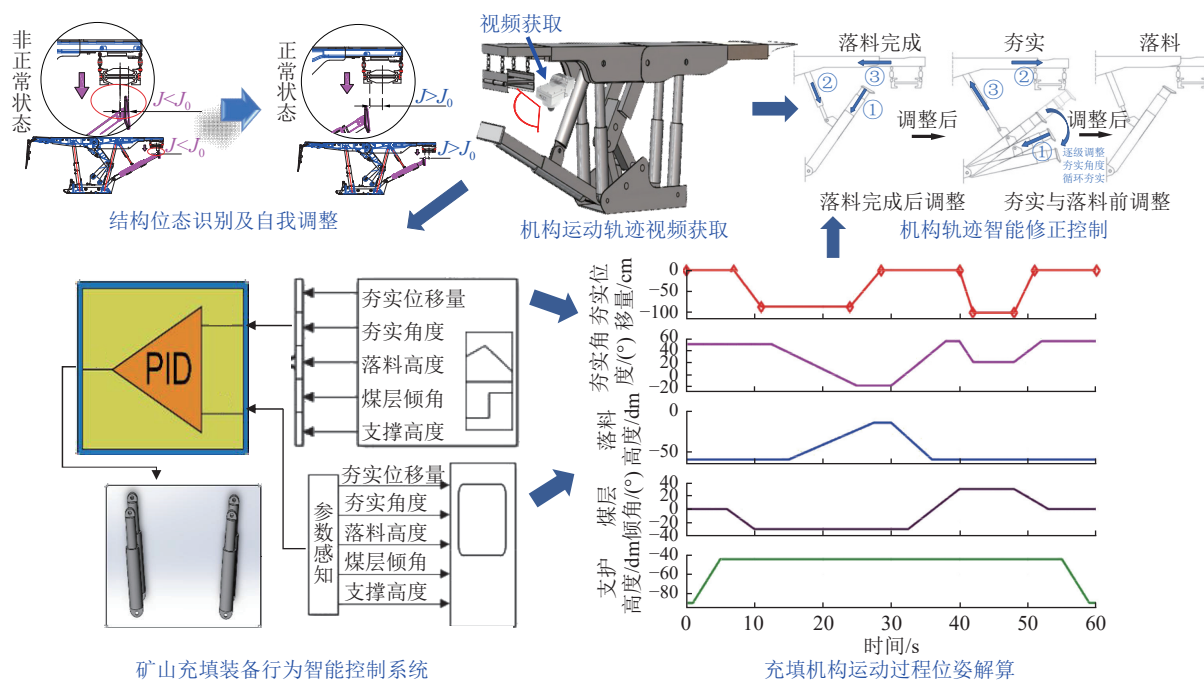 非正常状态
J<J₀
J<J₀
正常状态
J>J₀
J>J₀
结构位态识别及自我调整
视频获取
机构运动轨迹视频获取
落料完成
夯实
落料
②
③
①
调整后
②
③
①
调整后
逐级调整
夯实角度
循环夯实
落料完成后调整
夯实与落料前调整
机构轨迹智能修正控制
PID
夯实位移量
夯实角度
落料高度
煤层倾角
支撑高度
参数感知
夯实位移量
夯实角度
落料高度
煤层倾角
支撑高度
矿山充填装备行为智能控制系统
夯实位
移量/cm
0
−50
−100
夯实角
度/(°)
60
20
−20
落料
高度/dm
0
−50
煤层
倾角/(°)
40
0
−40
支护
高度/dm
−40
−60
−80
0
10
20
30
40
50
60
时间/s
充填机构运动过程位姿解算